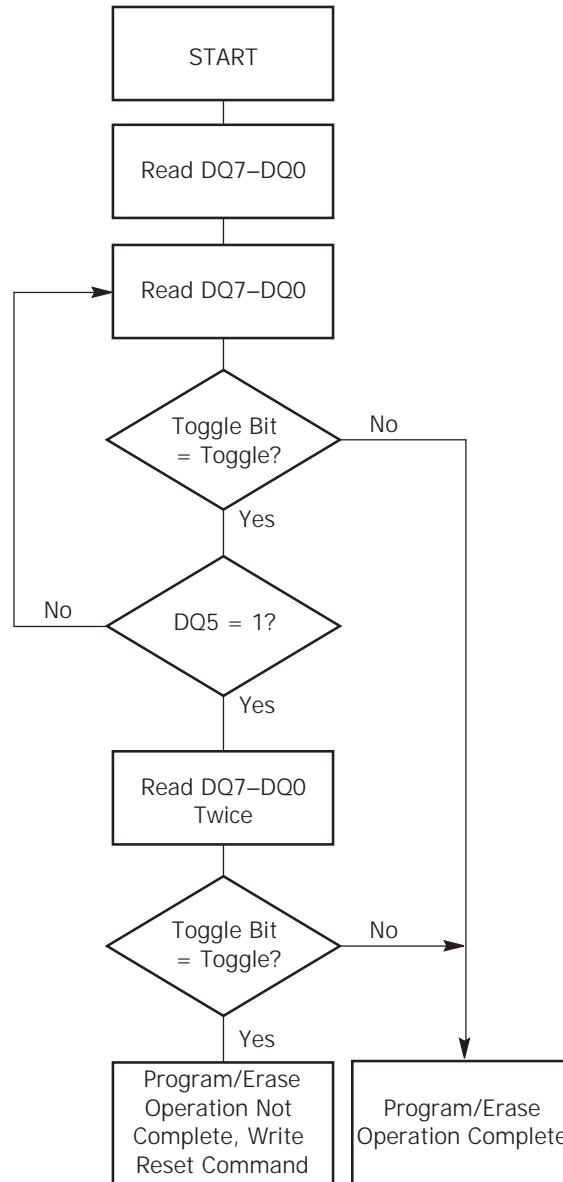 START
Read DQ7–DQ0
Read DQ7–DQ0
Toggle Bit
= Toggle?
No
Yes
No
DQ5 = 1?
Yes
Read DQ7–DQ0
Twice
Toggle Bit
= Toggle?
No
Yes
Program/Erase
Operation Not
Complete, Write
Reset Command
Program/Erase
Operation Complete